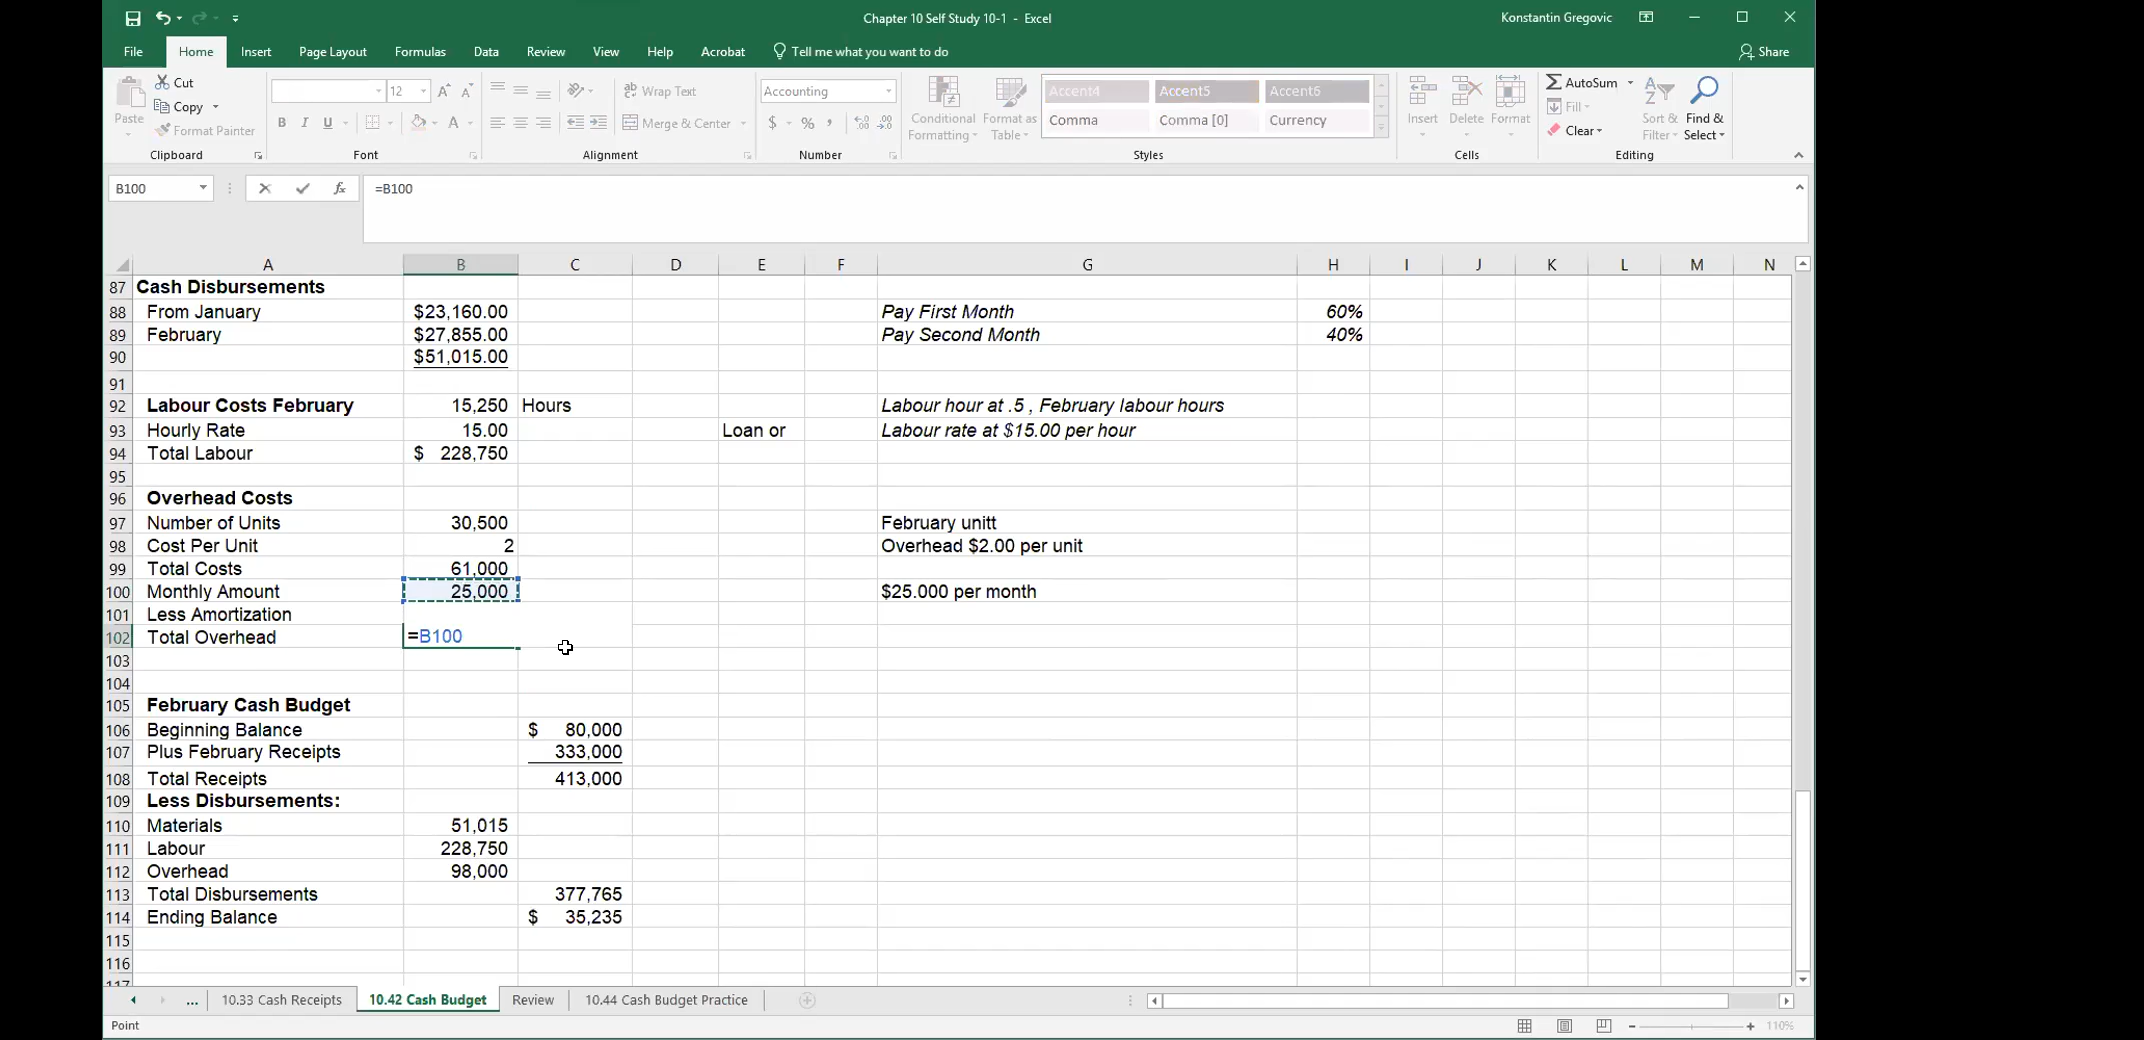 Chapter 10 Self Study 10-1 - Excel
Konstantin Gregovic
File Home Insert Page Layout Formulas Data Review View Help Acrobat Tell me what you want to do Share
Cut
Copy
Format Painter
Paste
Clipboard
12
B I U
Font
Wrap Text
Merge & Center
Alignment
Accounting
$ % ,
Number
Conditional Formatting
Format as Table
Accent4 Accent5 Accent6
Comma Comma [0] Currency
Styles
Insert Delete Format
Cells
AutoSum
Fill
Clear
Sort & Filter
Find & Select
Editing
B100 fx =B100
A B C D E F G H I J K L M N
87 Cash Disbursements
88 From January $23,160.00 Pay First Month 60%
89 February $27,855.00 Pay Second Month 40%
90 $51,015.00
91
92 Labour Costs February 15,250 Hours Labour hour at .5 , February labour hours
93 Hourly Rate 15.00 Loan or Labour rate at $15.00 per hour
94 Total Labour $ 228,750
95
96 Overhead Costs
97 Number of Units 30,500 February unitt
98 Cost Per Unit 2 Overhead $2.00 per unit
99 Total Costs 61,000
100 Monthly Amount 25,000 $25.000 per month
101 Less Amortization
102 Total Overhead =B100
103
104
105 February Cash Budget
106 Beginning Balance $ 80,000
107 Plus February Receipts 333,000
108 Total Receipts 413,000
109 Less Disbursements:
110 Materials 51,015
111 Labour 228,750
112 Overhead 98,000
113 Total Disbursements 377,765
114 Ending Balance $ 35,235
115
116
117
... 10.33 Cash Receipts 10.42 Cash Budget Review 10.44 Cash Budget Practice
Point 110%